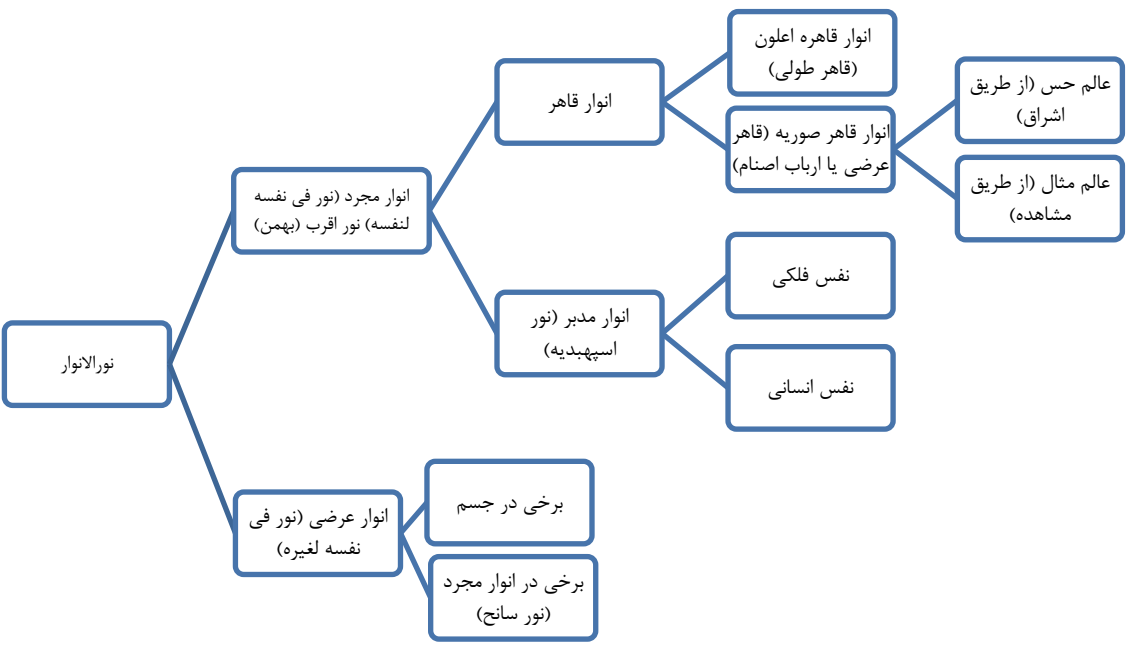 نورالانوار
انوار مجرد (نور فی نفسه
لنفسه) نور اقرب (بهمن)
انوار قاهر
انوار قاهره اعلون
(قاهر طولی)
انوار قاهر صوریه (قاهر
عرضی یا ارباب اصنام)
عالم حس (از طریق
اشراق)
عالم مثال (از طریق
مشاهده)
انوار مدبر (نور
اسپهبدیه)
نفس فلکی
نفس انسانی
انوار عرضی (نور فی
نفسه لغیره)
برخی در جسم
برخی در انوار مجرد
(نور سانح)